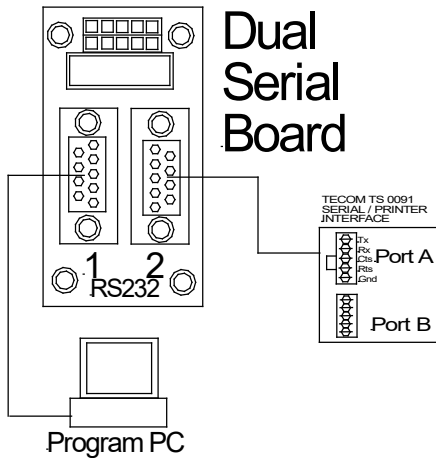 Dual
Serial
Board
TECOM TS 0091
SERIAL / PRINTER
INTERFACE
Tx
Rx
Cts
Rts
Gnd
Port A
Port B
1 2
RS232
Program PC